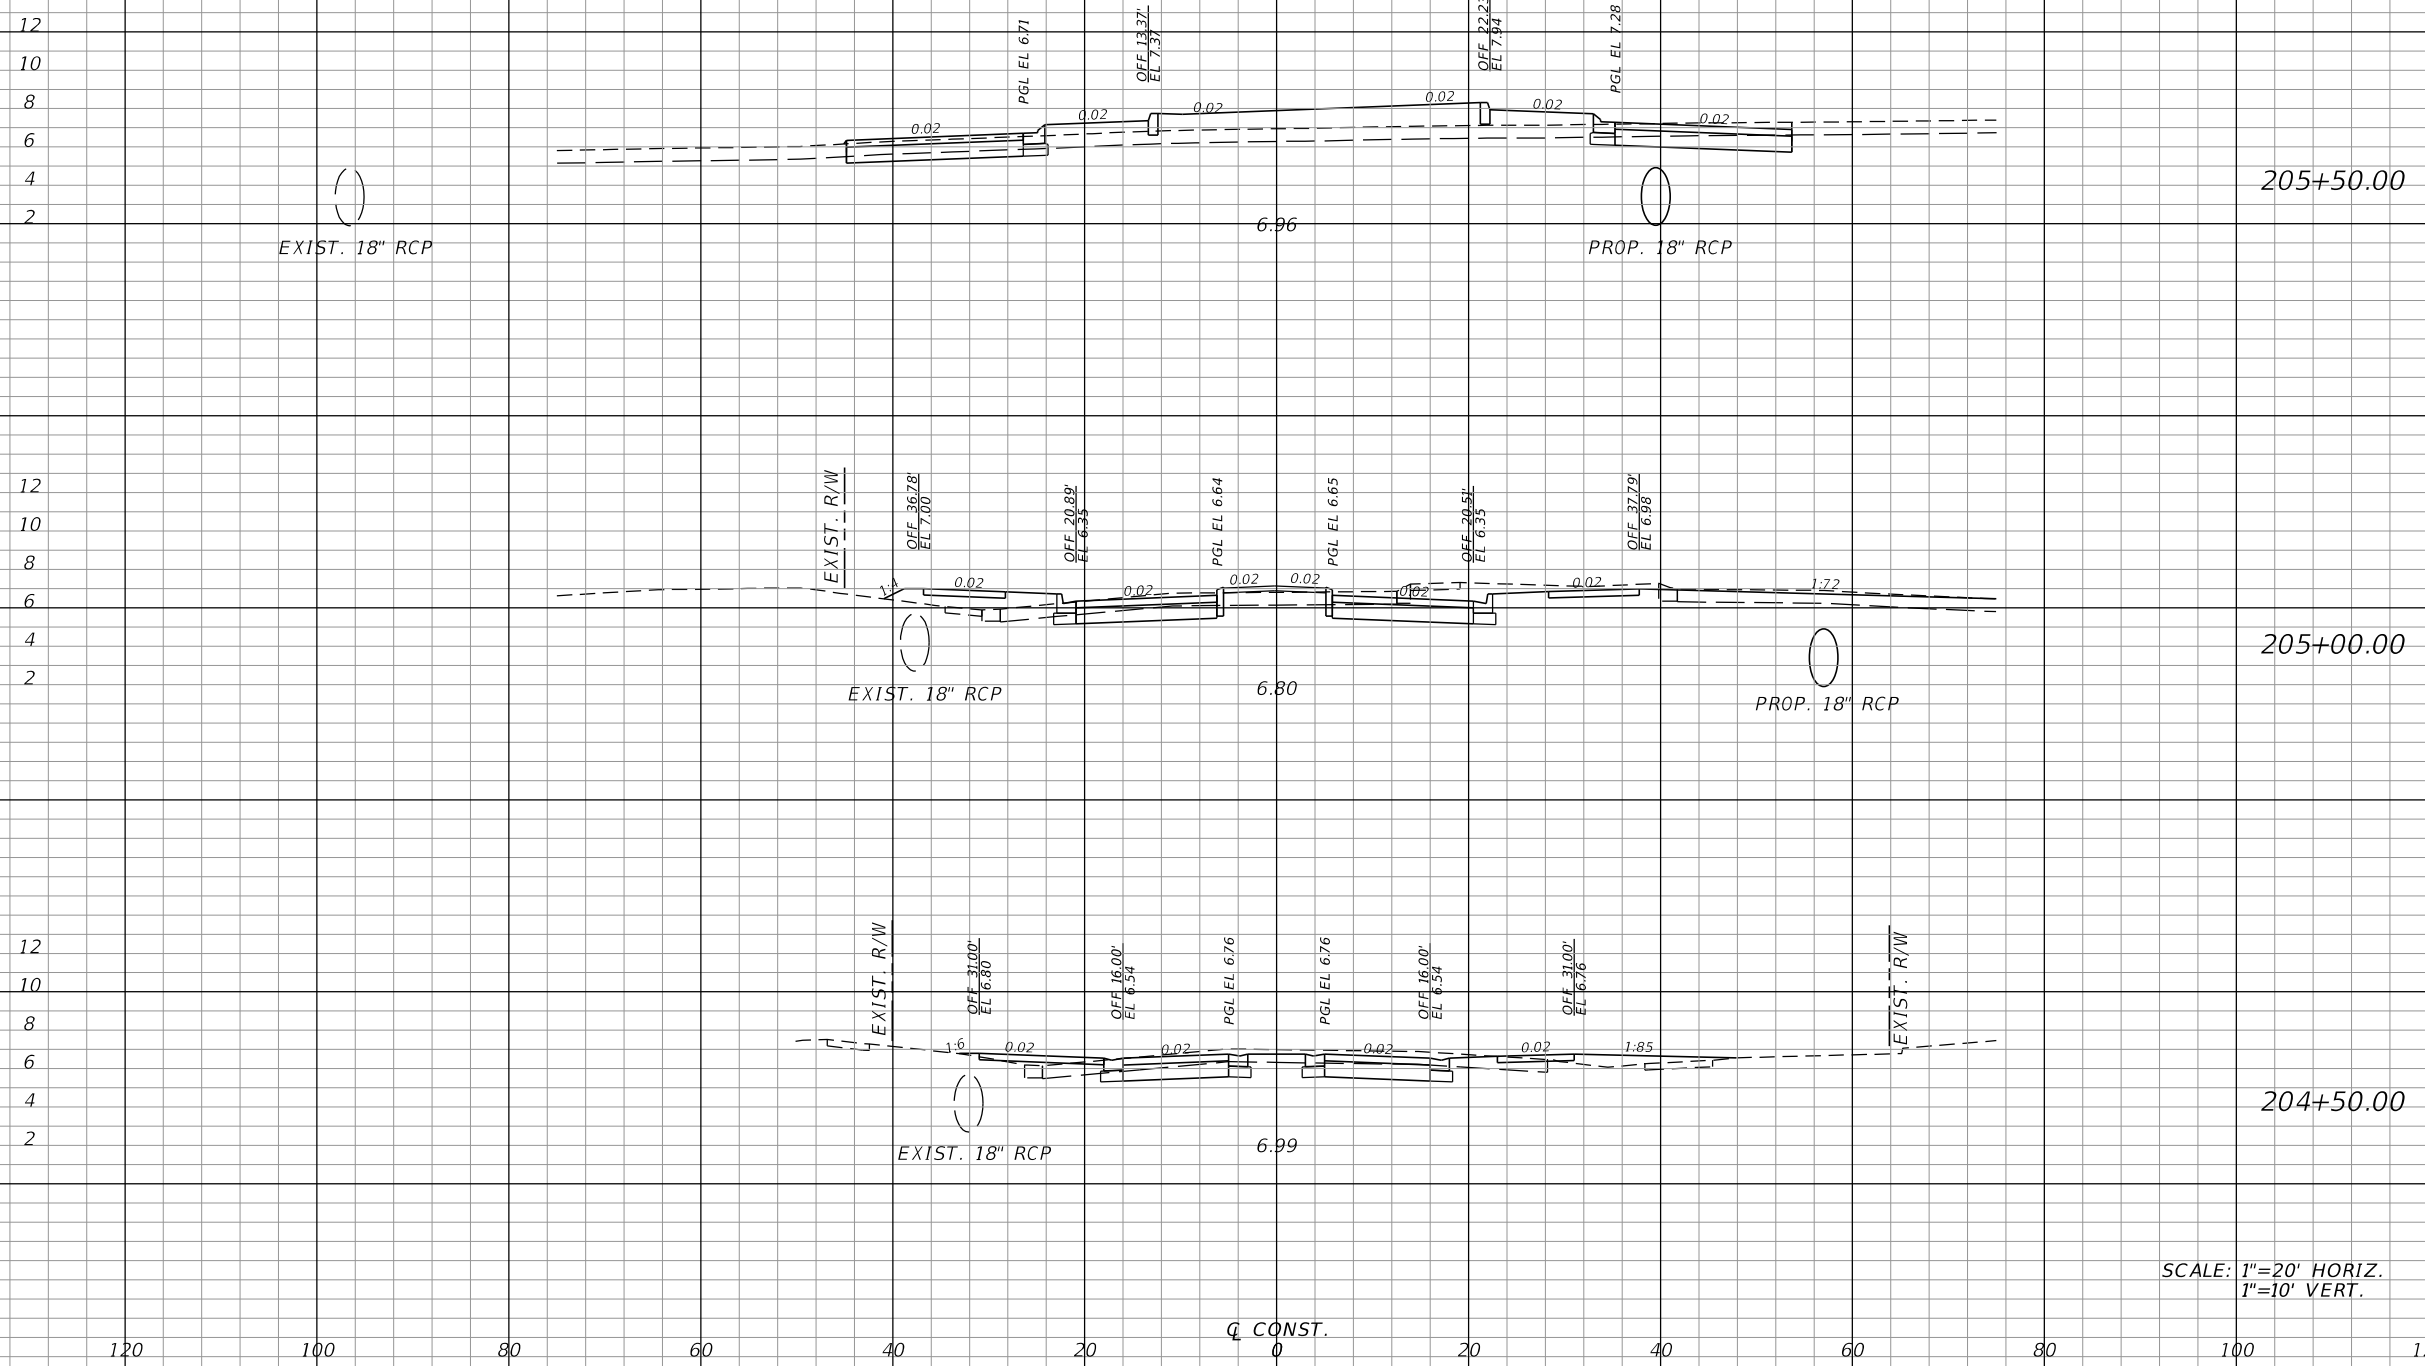 12
10
8
6
4
2
PGL EL 6.71
OFF 13.37'
EL 7.37
EL 7.94
PGL EL 7.28
0.02
0.02
0.02
0.02
0.02
0.02
205+50.00
6.96
EXIST. 18" RCP
PROP. 18" RCP
12
10
8
6
4
2
EXIST. R/W
OFF 36.78'
EL 7.00
OFF 20.89'
EL 6.35
PGL EL 6.64
PGL EL 6.65
OFF 20.51'
EL 6.35
OFF 37.79'
EL 6.98
1:4
0.02
0.02
0.02
0.02
0.02
0.02
1:72
205+00.00
EXIST. 18" RCP
6.80
PROP. 18" RCP
12
10
8
6
4
2
EXIST. R/W
OFF 31.00'
EL 6.80
OFF 16.00'
EL 6.54
PGL EL 6.76
PGL EL 6.76
OFF 16.00'
EL 6.54
OFF 31.00'
EL 6.76
EXIST. R/W
1:6
0.02
0.02
0.02
0.02
1:85
204+50.00
EXIST. 18" RCP
6.99
SCALE: 1"=20' HORIZ.
1"=10' VERT.
℄ CONST.
120 100 80 60 40 20 0 20 40 60 80 100